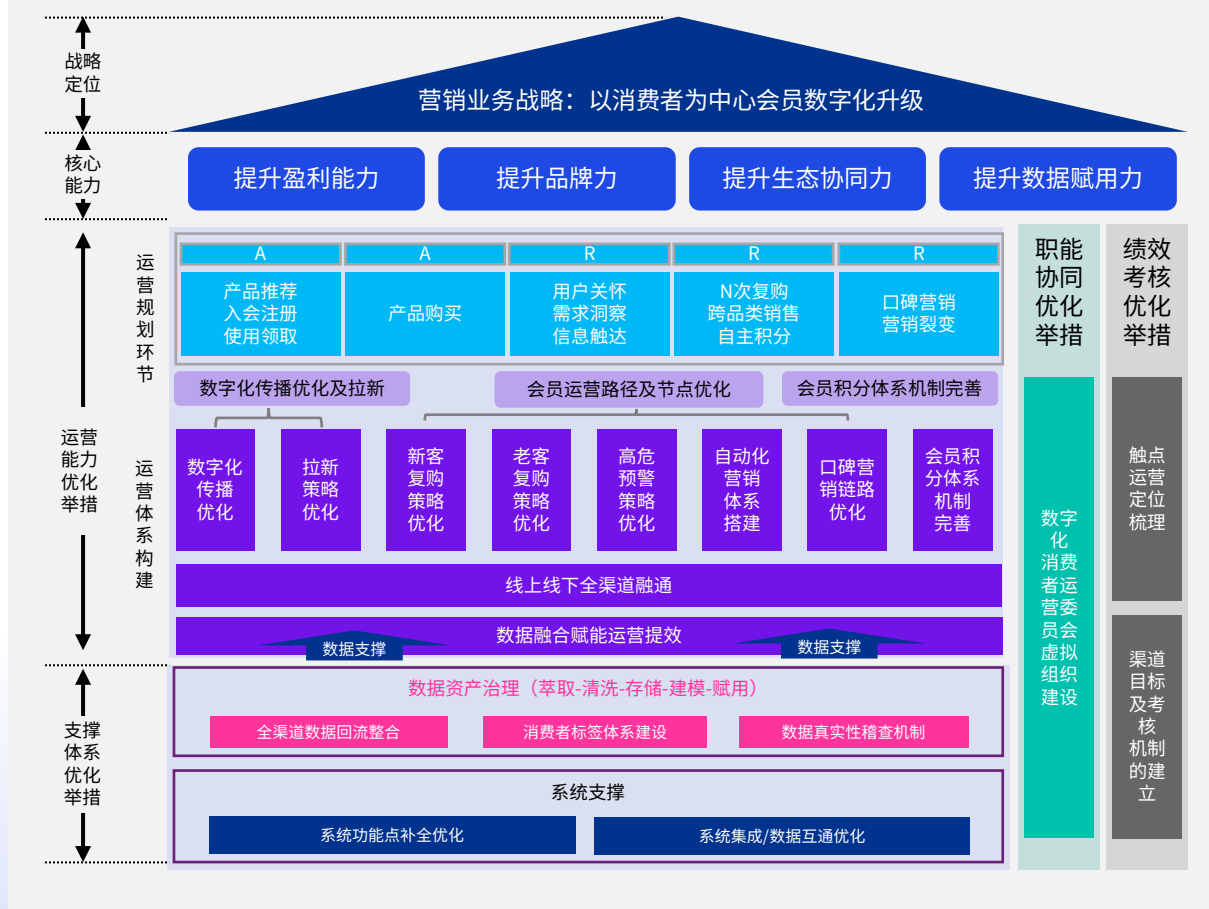 战略
定位
营销业务战略：以消费者为中心会员数字化升级
核心
能力
提升盈利能力
提升品牌力
提升生态协同力
提升数据赋用力
运营
能力
优化
举措
运
营
规
划
环
节
A
A
R
R
R
产品推荐
入会注册
使用领取
产品购买
用户关怀
需求洞察
信息触达
N次复购
跨品类销售
自主积分
口碑营销
营销裂变
数字化传播优化及拉新
会员运营路径及节点优化
会员积分体系机制完善
运
营
体
系
构
建
数字化
传播
优化
拉新
策略
优化
新客
复购
策略
优化
老客
复购
策略
优化
高危
预警
策略
优化
自动化
营销
体系
搭建
口碑营
销链路
优化
会员积
分体系
机制
完善
线上线下全渠道融通
数据融合赋能运营提效
数据支撑
数据支撑
支撑
体系
优化
举措
数据资产治理（萃取-清洗-存储-建模-赋用）
全渠道数据回流整合
消费者标签体系建设
数据真实性稽查机制
系统支撑
系统功能点补全优化
系统集成/数据互通优化
职能
协同
优化
举措
数字
化
消费
者运
营委
员会
虚拟
组织
建设
绩效
考核
优化
举措
触点
运营
定位
梳理
渠道
目标
及考
核
机制
的建
立